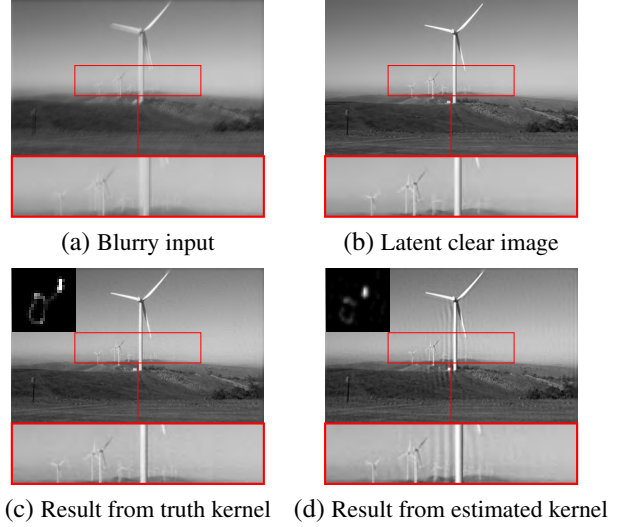 (a) Blurry input
(b) Latent clear image
(c) Result from truth kernel
(d) Result from estimated kernel